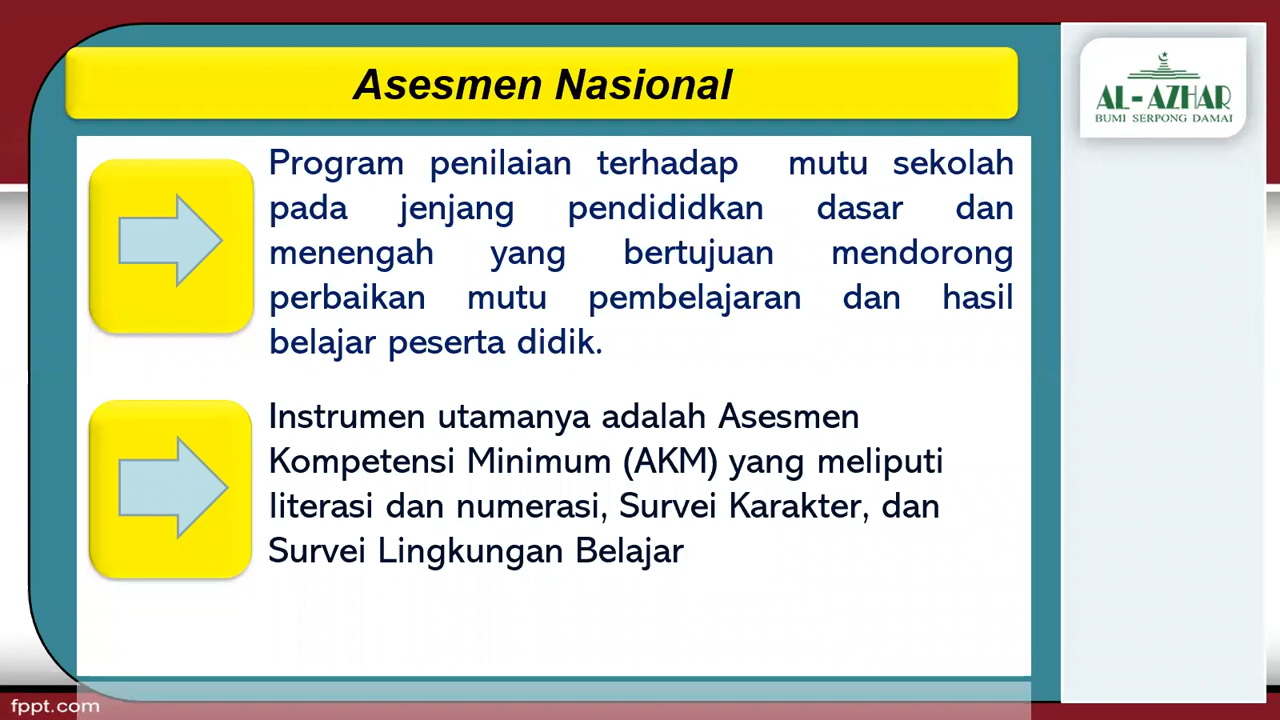 Asesmen Nasional
AL-AZHAR
BUMI SERPONG DAMAI
Program penilaian terhadap mutu sekolah
pada jenjang pendididkan dasar dan
menengah yang bertujuan mendorong
perbaikan mutu pembelajaran dan hasil
belajar peserta didik.
Instrumen utamanya adalah Asesmen
Kompetensi Minimum (AKM) yang meliputi
literasi dan numerasi, Survei Karakter, dan
Survei Lingkungan Belajar
fppt.com